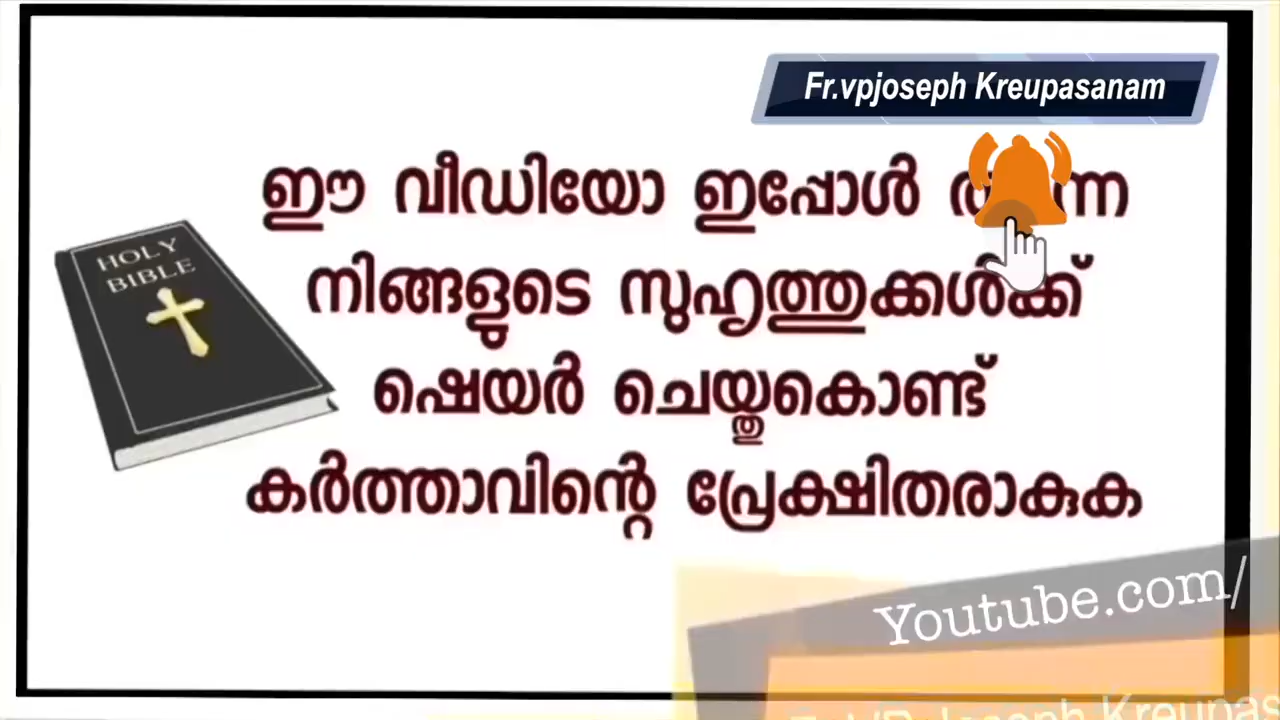 Fr.vpjoseph Kreupasanam
ഈ വീഡിയോ ഇപ്പോൾ
HOLY
BIBLE
നിങ്ങളുടെ സുഹൃത്തുക്കൾക്ക്
ഷെയർ ചെയ്തുകൊണ്ട്
കർത്താവിന്റെ പ്രേക്ഷിതരാകുക
Youtube.com/